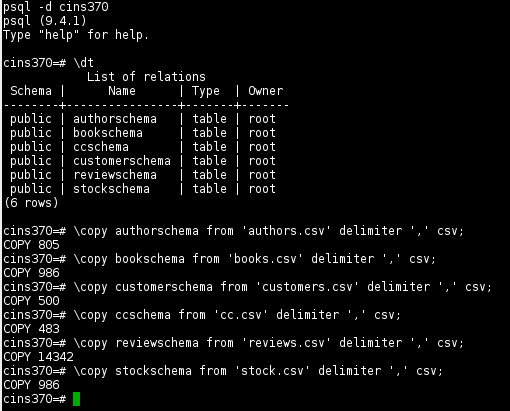 psql -d cins370
psql (9.4.1)
Type "help" for help.
cins370=# \dt
List of relations
Schema | Name | Type | Owner
--------+----------------+-------+-------
public | authorschema | table | root
public | bookschema | table | root
public | ccschema | table | root
public | customerschema | table | root
public | reviewschema | table | root
public | stockschema | table | root
(6 rows)
cins370=# \copy authorschema from 'authors.csv' delimiter ',' csv;
COPY 805
cins370=# \copy bookschema from 'books.csv' delimiter ',' csv;
COPY 986
cins370=# \copy customerschema from 'customers.csv' delimiter ',' csv;
COPY 500
cins370=# \copy ccschema from 'cc.csv' delimiter ',' csv;
COPY 483
cins370=# \copy reviewschema from 'reviews.csv' delimiter ',' csv;
COPY 14342
cins370=# \copy stockschema from 'stock.csv' delimiter ',' csv;
COPY 986
cins370=#